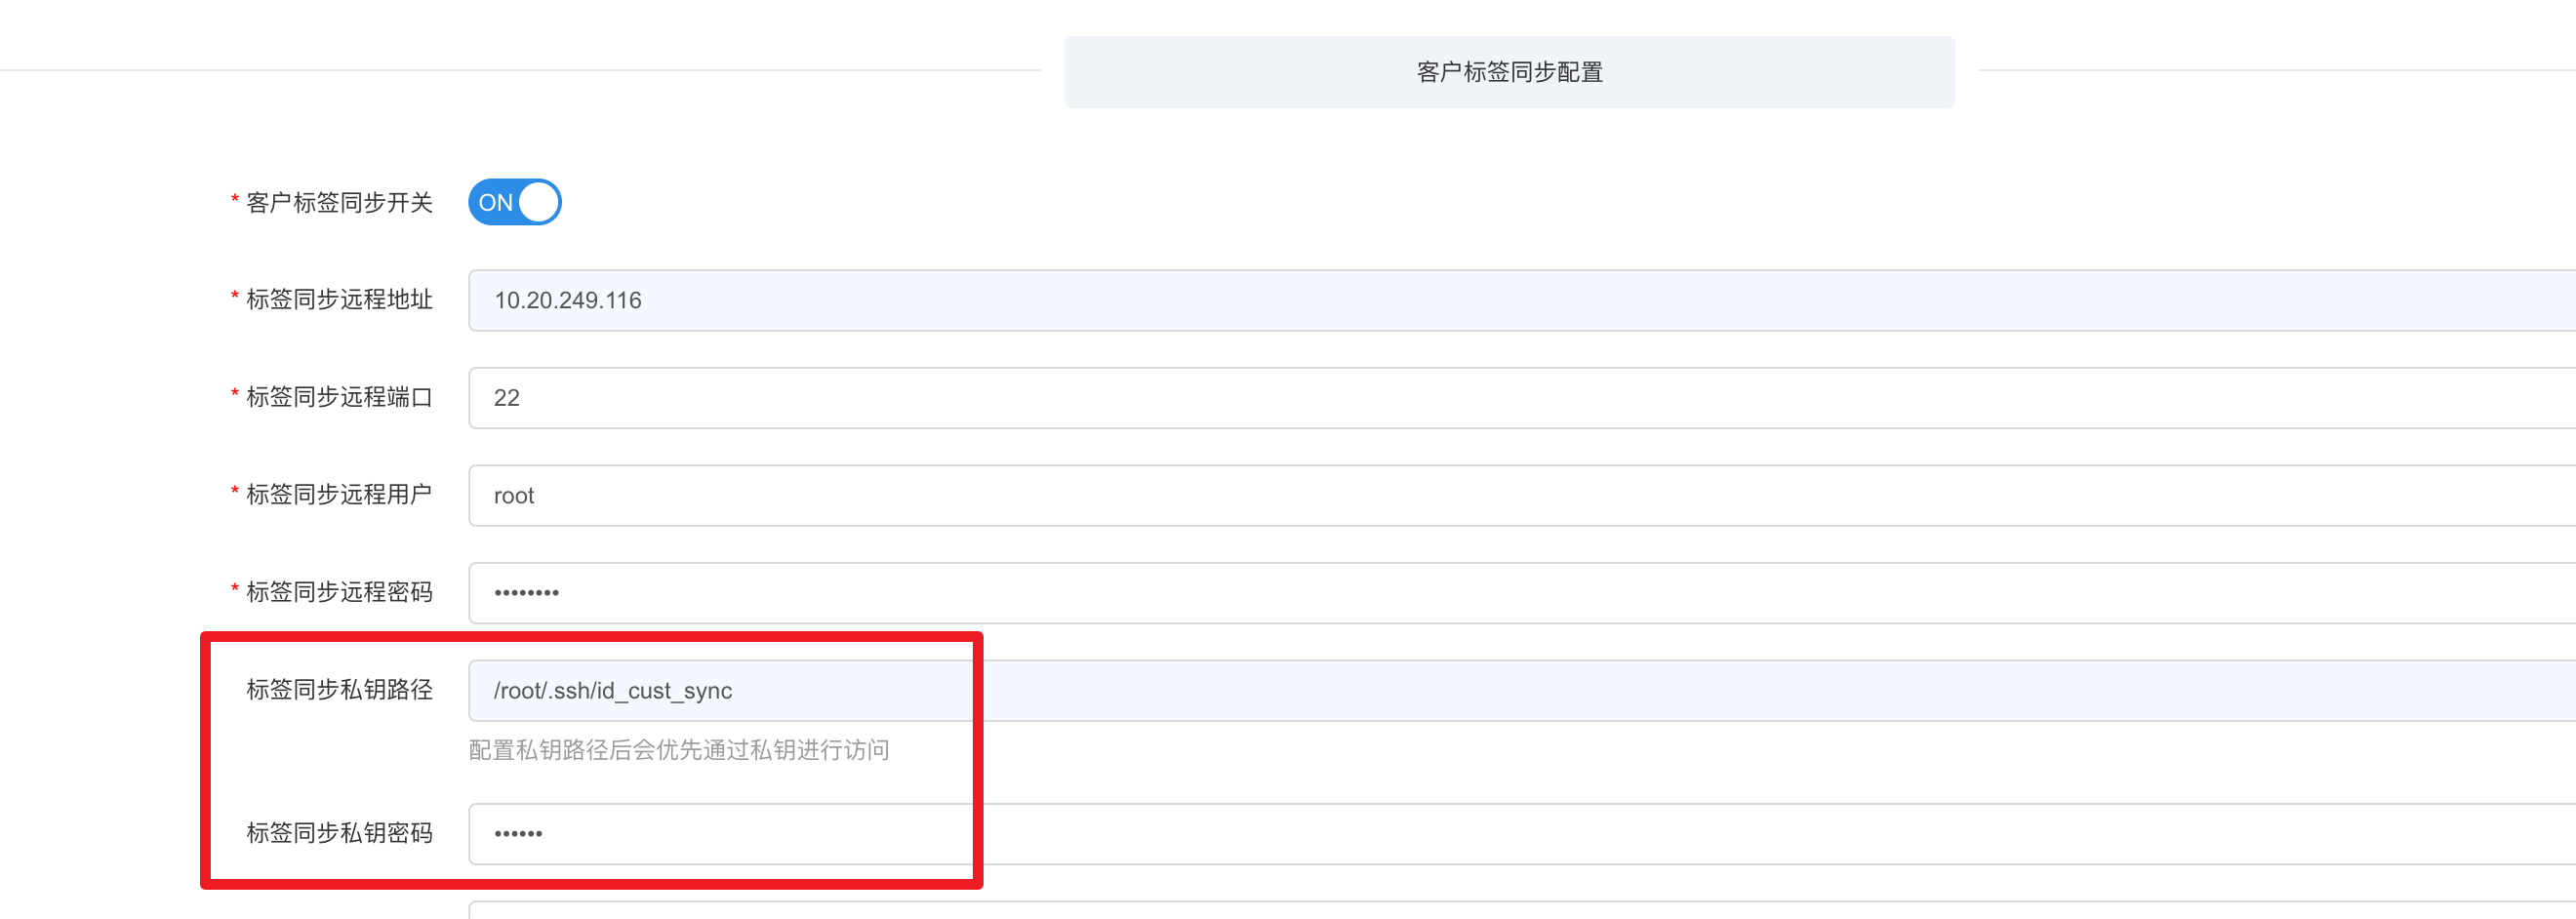 客户标签同步配置
* 客户标签同步开关 ON
* 标签同步远程地址 10.20.249.116
* 标签同步远程端口 22
* 标签同步远程用户 root
* 标签同步远程密码 ••••••••
标签同步私钥路径 /root/.ssh/id_cust_sync
配置私钥路径后会优先通过私钥进行访问
标签同步私钥密码 ••••••